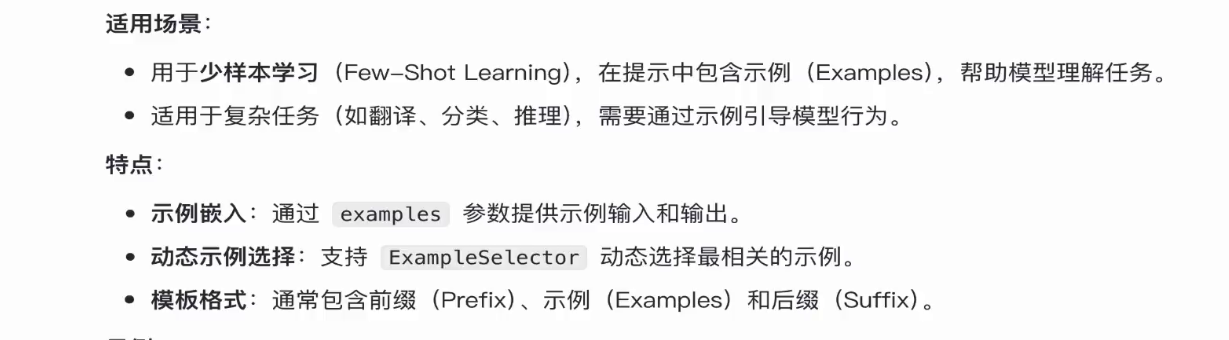 适用场景：
• 用于少样本学习（Few-Shot Learning），在提示中包含示例（Examples），帮助模型理解任务。
• 适用于复杂任务（如翻译、分类、推理），需要通过示例引导模型行为。
特点：
• 示例嵌入：通过 examples 参数提供示例输入和输出。
• 动态示例选择：支持 ExampleSelector 动态选择最相关的示例。
• 模板格式：通常包含前缀（Prefix）、示例（Examples）和后缀（Suffix）。